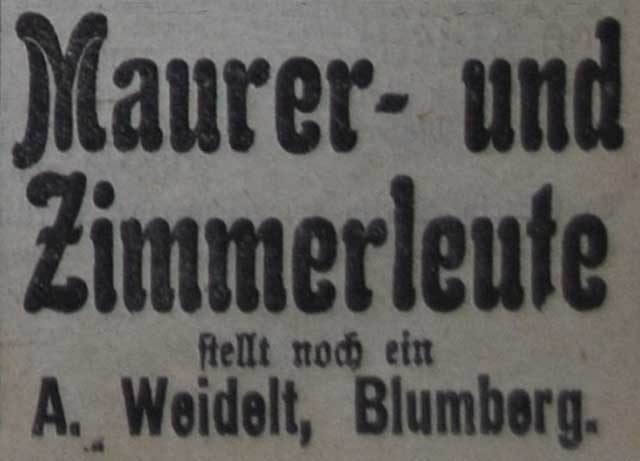 Maurer- und
Zimmerleute
stellt noch ein
A. Weidelt, Blumberg.